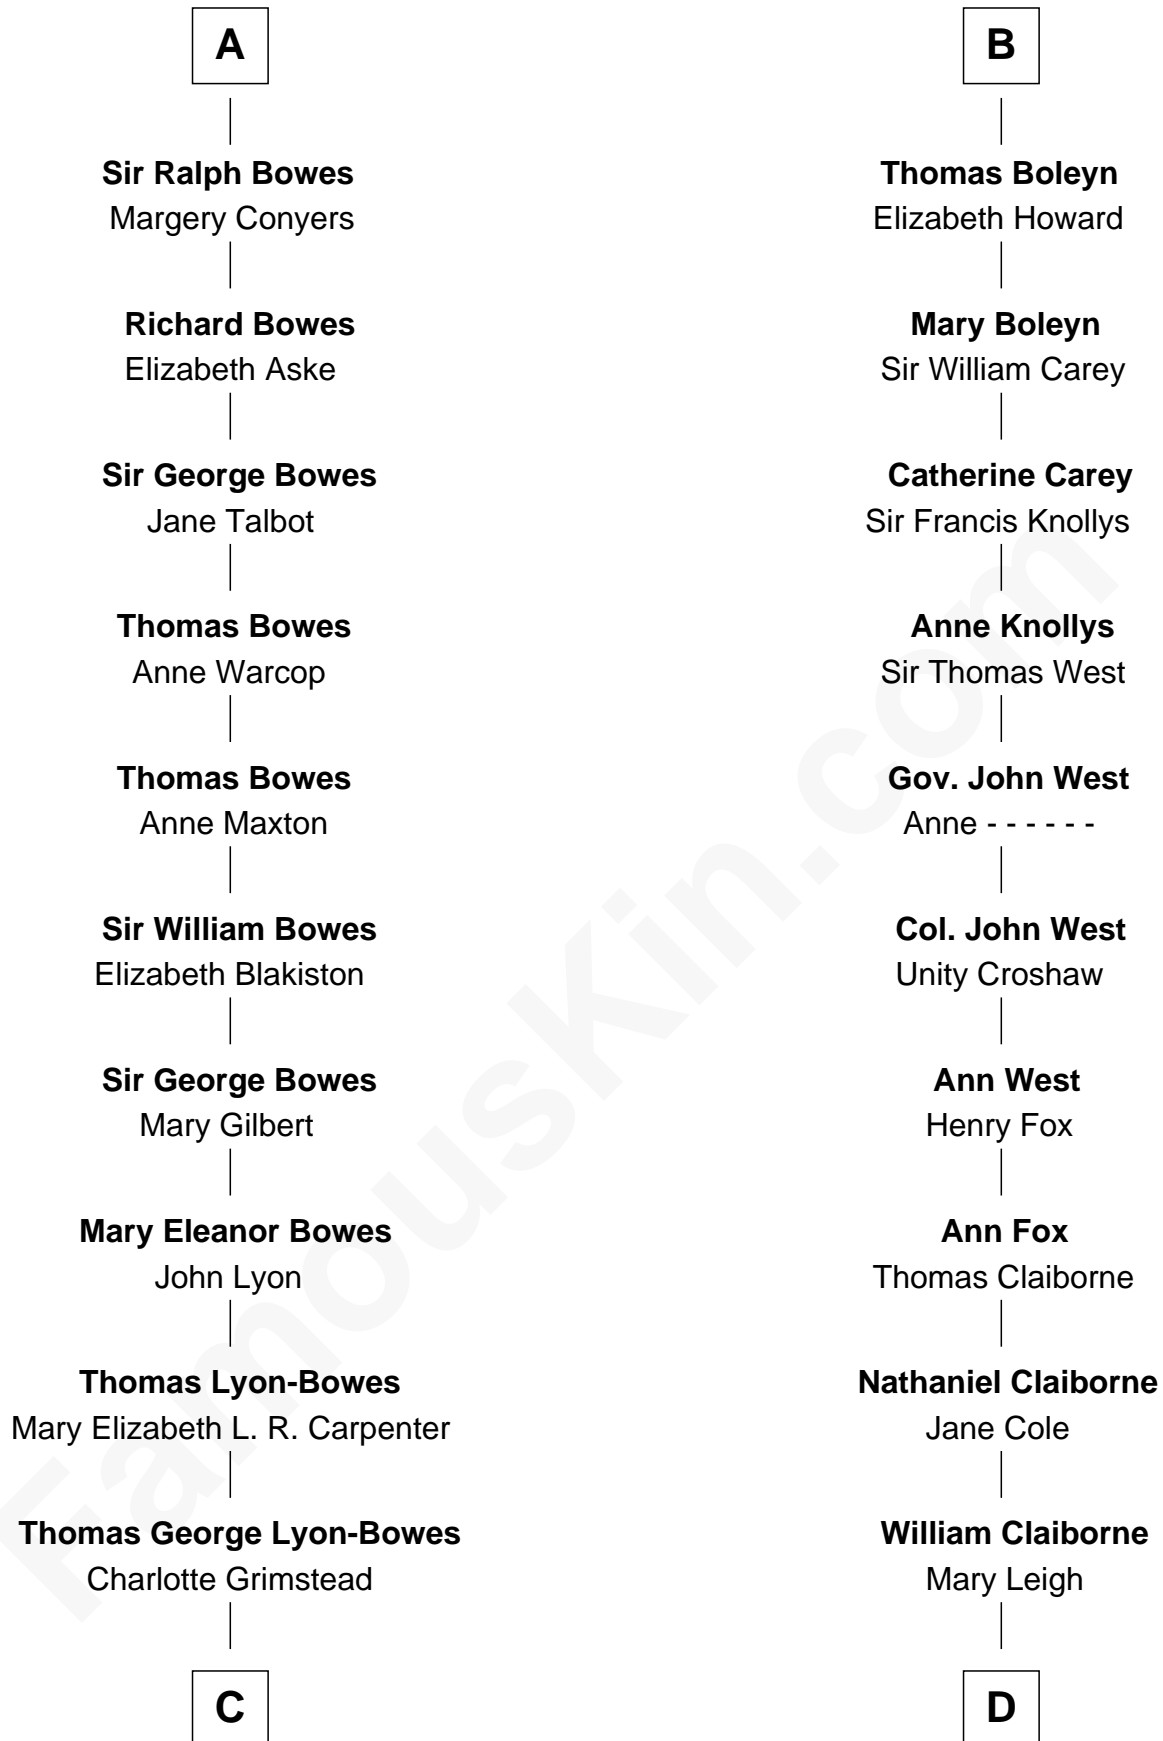 A
Sir Ralph Bowes
Margery Conyers
Richard Bowes
Elizabeth Aske
Sir George Bowes
Jane Talbot
Thomas Bowes
Anne Warcop
Thomas Bowes
Anne Maxton
Sir William Bowes
Elizabeth Blakiston
Sir George Bowes
Mary Gilbert
Mary Eleanor Bowes
John Lyon
Thomas Lyon-Bowes
Mary Elizabeth L. R. Carpenter
Thomas George Lyon-Bowes
Charlotte Grimstead
C
B
Thomas Boleyn
Elizabeth Howard
Mary Boleyn
Sir William Carey
Catherine Carey
Sir Francis Knollys
Anne Knollys
Sir Thomas West
Gov. John West
Anne - - - - - -
Col. John West
Unity Croshaw
Ann West
Henry Fox
Ann Fox
Thomas Claiborne
Nathaniel Claiborne
Jane Cole
William Claiborne
Mary Leigh
D
FamousKin.com